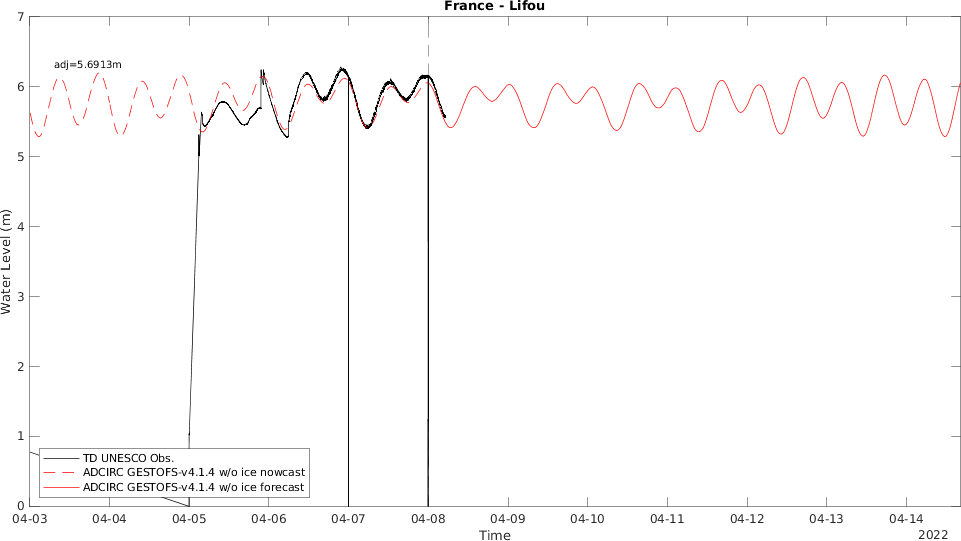 France - Lifou
adj=5.6913m
7
6
5
4
3
2
1
0
Water Level (m)
TD UNESCO Obs.
ADCIRC GESTOFS-v4.1.4 w/o ice nowcast
ADCIRC GESTOFS-v4.1.4 w/o ice forecast
04-03 04-04 04-05 04-06 04-07 04-08 04-09 04-10 04-11 04-12 04-13 04-14
Time
2022